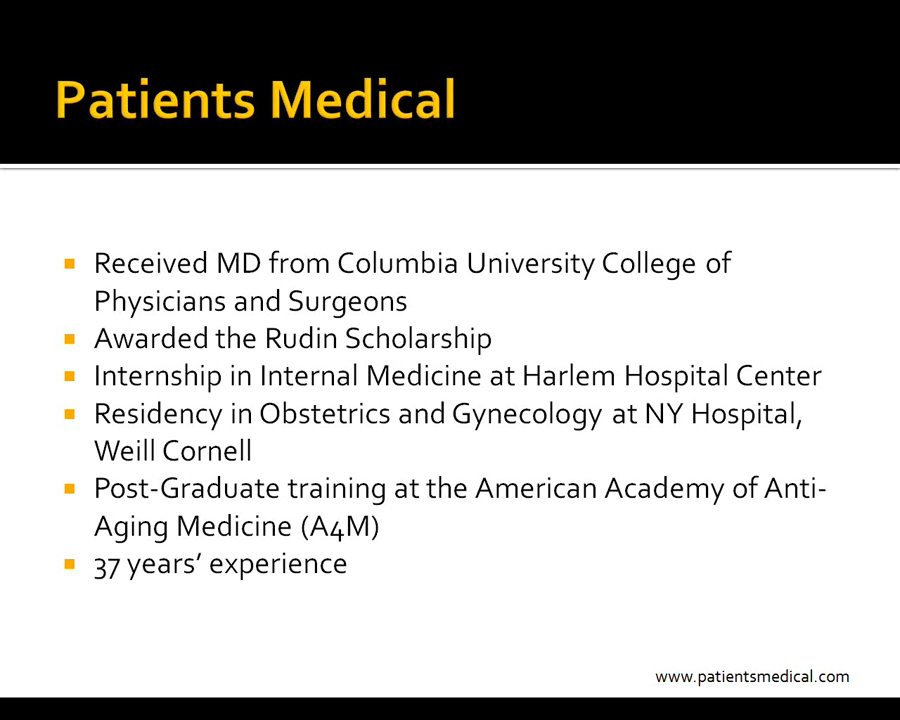 Patients Medical
Received MD from Columbia University College of
Physicians and Surgeons
Awarded the Rudin Scholarship
Internship in Internal Medicine at Harlem Hospital Center
Residency in Obstetrics and Gynecology at NY Hospital,
Weill Cornell
Post-Graduate training at the American Academy of Anti-
Aging Medicine (A4M)
37 years’ experience
www.patientsmedical.com